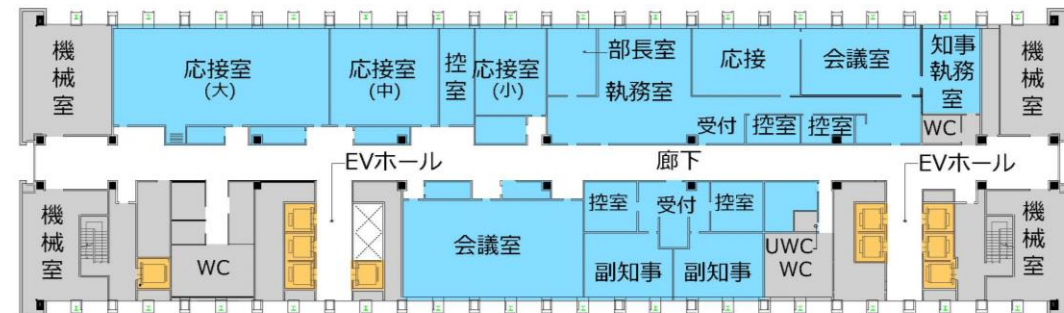 機械室
応接室
(大)
応接室
(中)
控室
応接室
(小)
部長室
執務室
応接
会議室
知事
執務室
機械室
受付
控室
控室
WC
EVホール
廊下
EVホール
機械室
WC
会議室
控室
受付
控室
副知事
副知事
UWC
WC
機械室